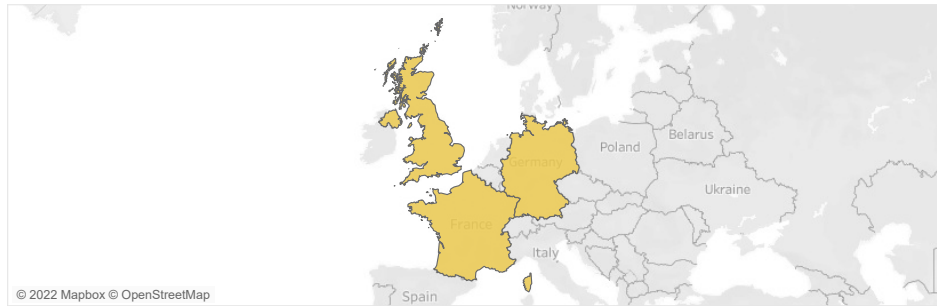 Norway
Belarus
Poland
Germany
Ukraine
France
Italy
Spain
© 2022 Mapbox © OpenStreetMap